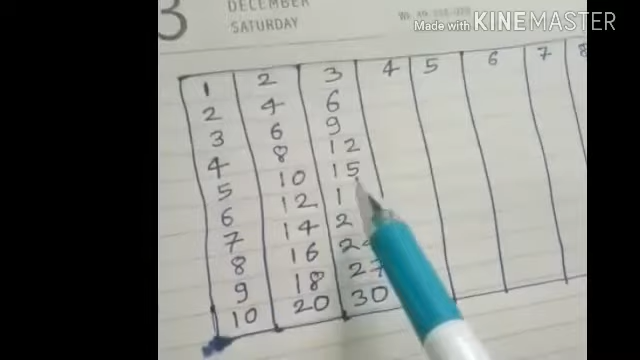 3
DECEMBER
SATURDAY
Made with KINEMASTER
1 2 3 4 5 6 7 8
2 4 6
3 6 9
4 8 12
5 10 15
6 12 1
7 14 2
8 16 24
9 18 27
10 20 30